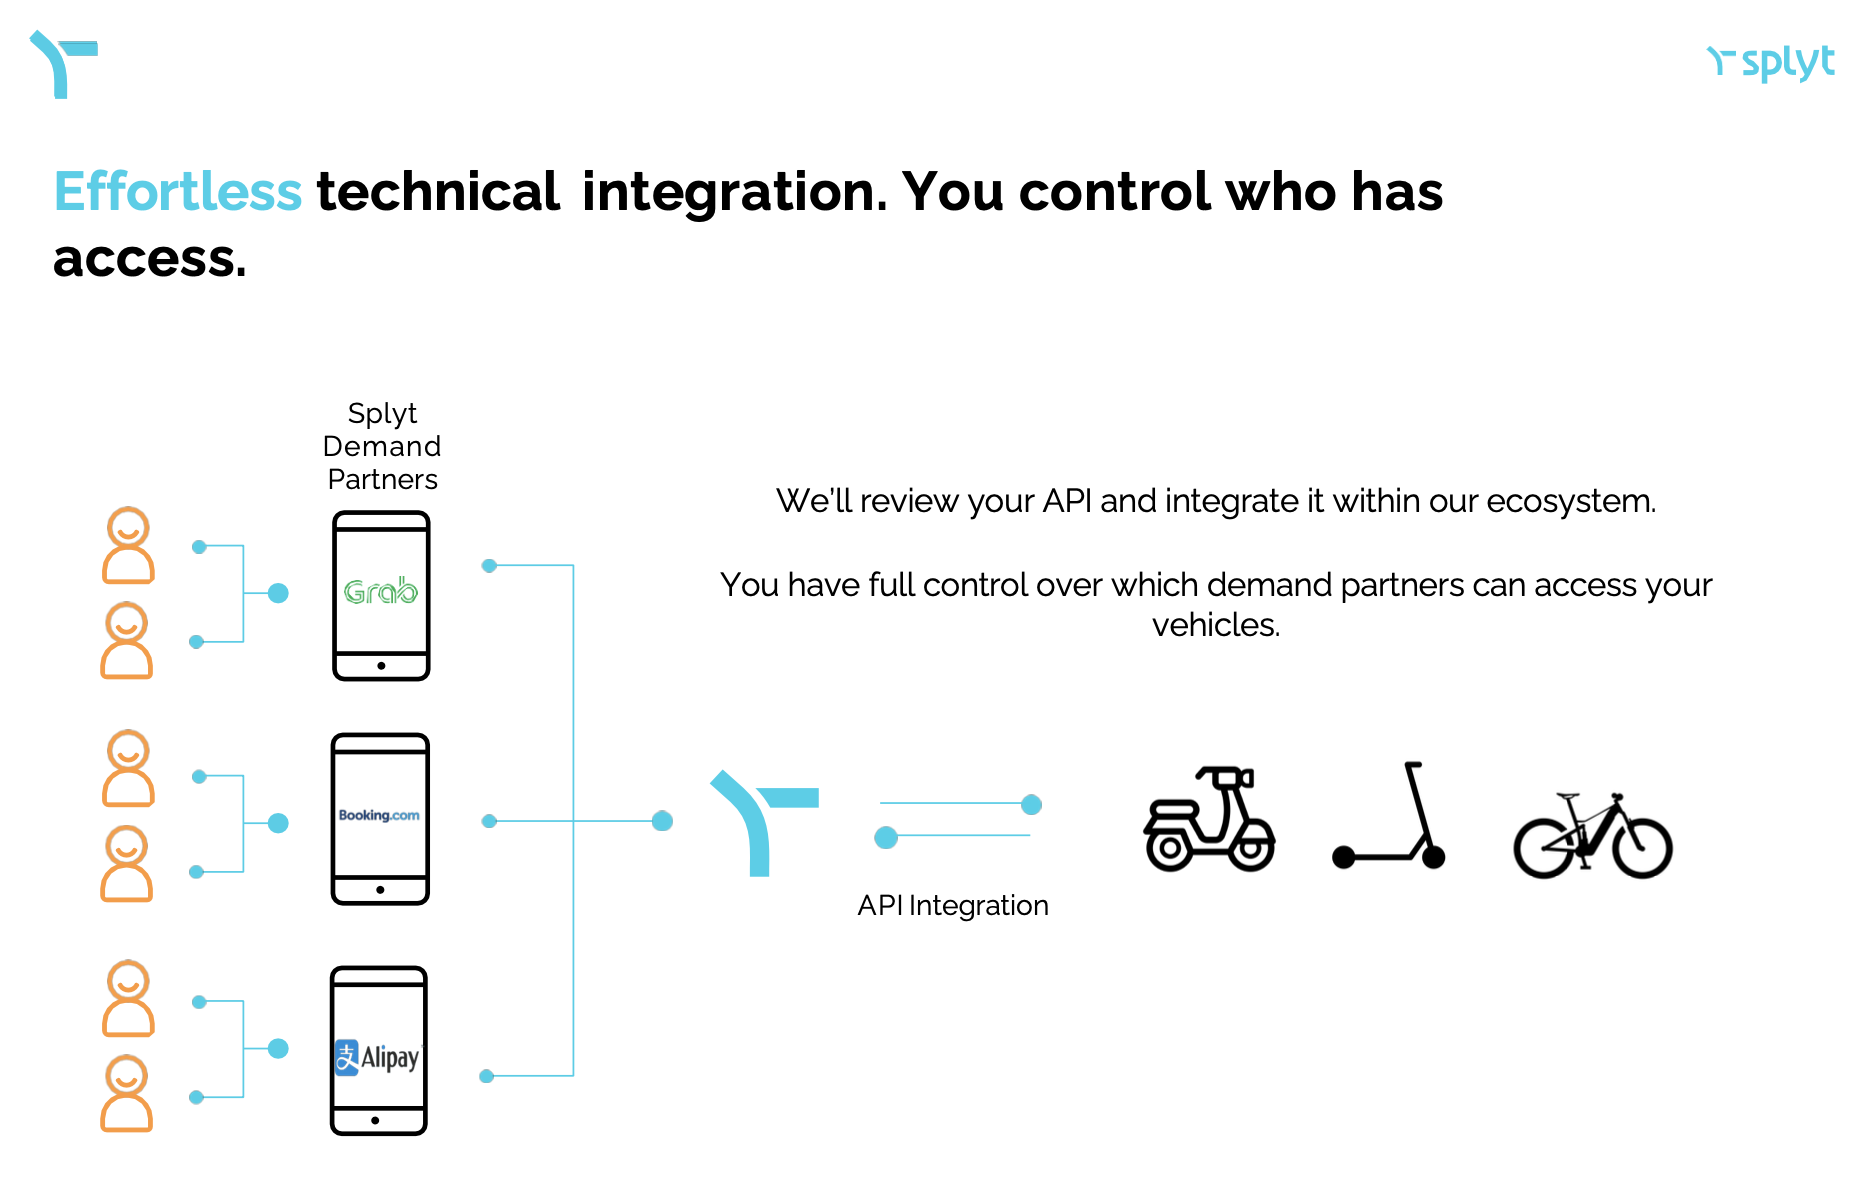 splyt
Effortless technical integration. You control who has
access.
Splyt
Demand
Partners
We'll review your API and integrate it within our ecosystem.
You have full control over which demand partners can access your
vehicles.
Grab
Booking.com
支 Alipay
API Integration